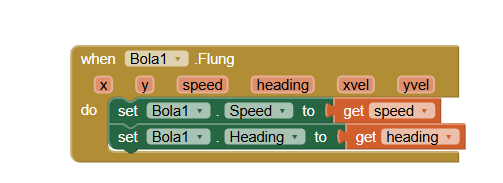 when Bola1 .Flung
x y speed heading xvel yvel
do set Bola1 . Speed to get speed
set Bola1 . Heading to get heading